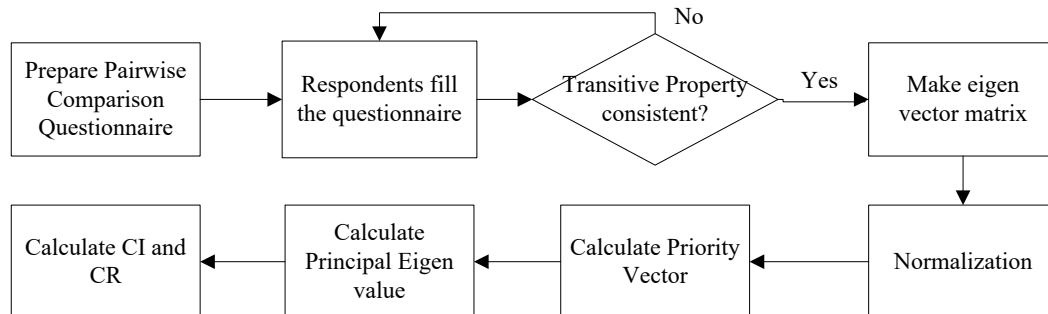 No
Prepare Pairwise
Comparison
Questionnaire
Respondents fill
the questionnaire
Transitive Property
consistent?
Yes
Make eigen
vector matrix
Calculate CI and
CR
Calculate
Principal Eigen
value
Calculate Priority
Vector
Normalization